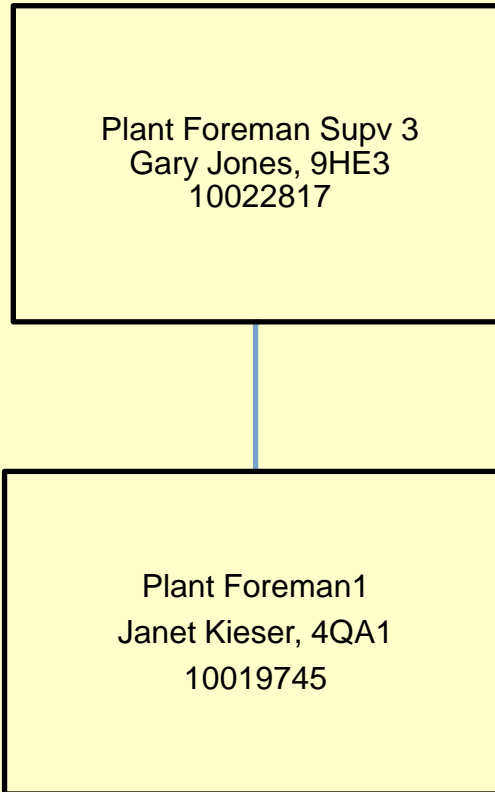 Plant Foreman Supv 3
Gary Jones, 9HE3
10022817
Plant Foreman1
Janet Kieser, 4QA1
10019745